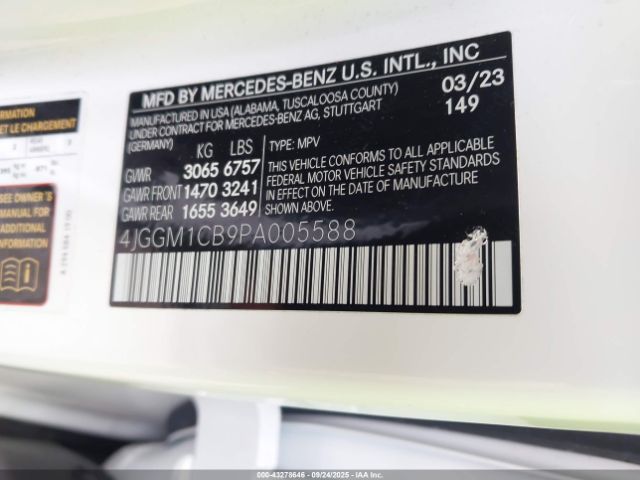 MFD BY MERCEDES-BENZ U.S. INTL., INC
MANUFACTURED IN USA (ALABAMA, TUSCALOOSA COUNTY)
UNDER CONTRACT FOR MERCEDES-BENZ AG, STUTTGART
(GERMANY)
03/23
149
KG LBS
GVWR 3065 6757
GAWR FRONT 1470 3241
GAWR REAR 1655 3649
TYPE: MPV
THIS VEHICLE CONFORMS TO ALL APPLICABLE
FEDERAL MOTOR VEHICLE SAFETY STANDARDS
IN EFFECT ON THE DATE OF MANUFACTURE
SHOWN ABOVE.
4JGGM1CB9PA005588
ORMATION
ET LE CHARGEMENT
SEE OWNER'S
MANUAL FOR
ADDITIONAL
INFORMATION
000-43278646 - 09/24/2025 - IAA, Inc.